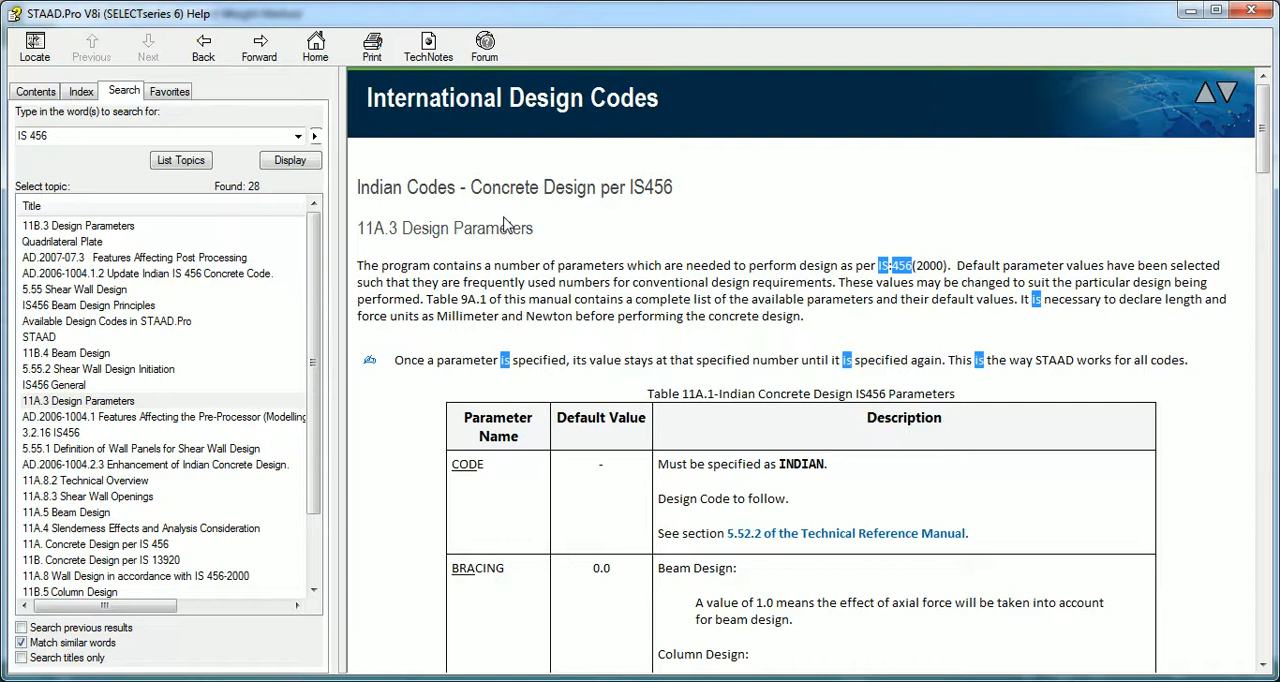 STAAD.Pro V8i (SELECTseries 6) Help
Locate
Previous
Next
Back
Forward
Home
Print
TechNotes
Forum
Contents
Index
Search
Favorites
Type in the word(s) to search for:
IS 456
List Topics
Display
Select topic:
Found: 28
Title
11B.3 Design Parameters
Quadrilateral Plate
AD.2007-07.3 Features Affecting Post Processing
AD.2006-1004.1.2 Update Indian IS 456 Concrete Code.
5.55 Shear Wall Design
IS456 Beam Design Principles
Available Design Codes in STAAD.Pro
STAAD
11B.4 Beam Design
5.55.2 Shear Wall Design Initiation
IS456 General
11A.3 Design Parameters
AD.2006-1004.1 Features Affecting the Pre-Processor (Modelling
3.2.16 IS456
5.55.1 Definition of Wall Panels for Shear Wall Design
AD.2006-1004.2.3 Enhancement of Indian Concrete Design.
11A.8.2 Technical Overview
11A.8.3 Shear Wall Openings
11A.5 Beam Design
11A.4 Slenderness Effects and Analysis Consideration
11A. Concrete Design per IS 456
11B. Concrete Design per IS 13920
11A.8 Wall Design in accordance with IS 456-2000
11B.5 Column Design
Search previous results
Match similar words
Search titles only
International Design Codes
Indian Codes - Concrete Design per IS456
11A.3 Design Parameters
The program contains a number of parameters which are needed to perform design as per IS:456(2000). Default parameter values have been selected
such that they are frequently used numbers for conventional design requirements. These values may be changed to suit the particular design being
performed. Table 9A.1 of this manual contains a complete list of the available parameters and their default values. It is necessary to declare length and
force units as Millimeter and Newton before performing the concrete design.
Once a parameter is specified, its value stays at that specified number until it is specified again. This is the way STAAD works for all codes.
Table 11A.1-Indian Concrete Design IS456 Parameters
Parameter
Name
Default Value
Description
CODE
-
Must be specified as INDIAN.
Design Code to follow.
See section 5.52.2 of the Technical Reference Manual.
BRACING
0.0
Beam Design:
A value of 1.0 means the effect of axial force will be taken into account
for beam design.
Column Design: